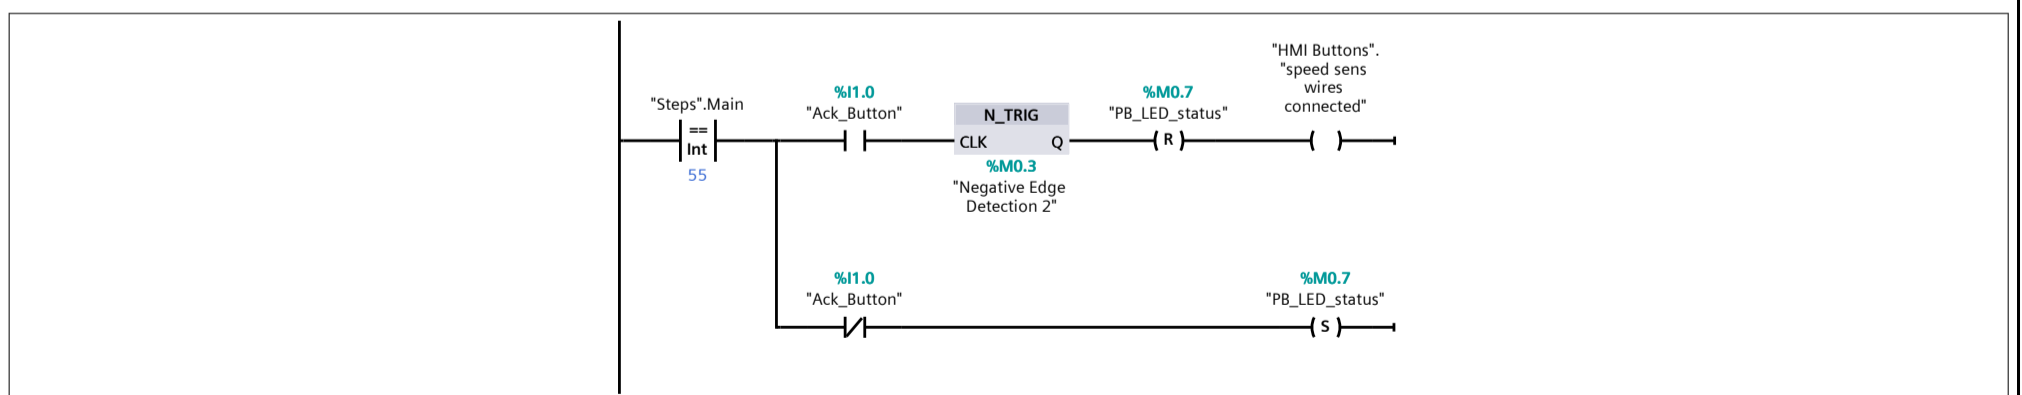 "HMI Buttons".
"speed sens
wires
connected"
%I1.0
%M0.7
"Steps".Main
"Ack_Button"
N_TRIG
"PB_LED_status"
==
Int
CLK
Q
R
55
%M0.3
"Negative Edge
Detection 2"
%I1.0
%M0.7
"Ack_Button"
"PB_LED_status"
S